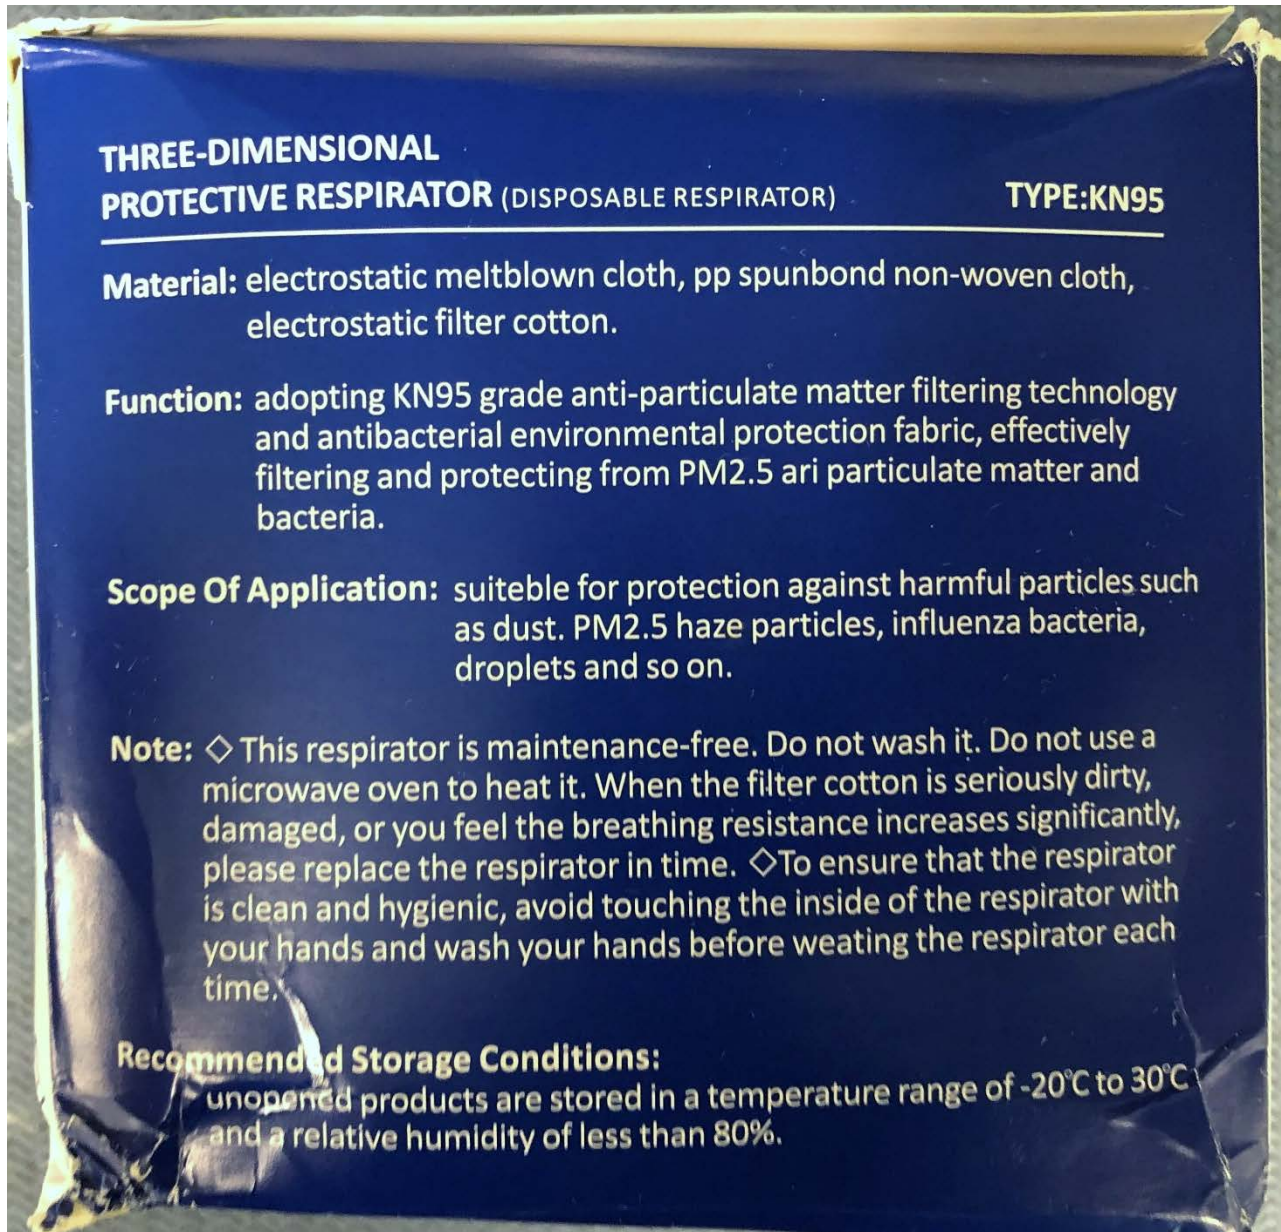 THREE-DIMENSIONAL
PROTECTIVE RESPIRATOR (DISPOSABLE RESPIRATOR) TYPE:KN95
Material: electrostatic meltblown cloth, pp spunbond non-woven cloth,
electrostatic filter cotton.
Function: adopting KN95 grade anti-particulate matter filtering technology
and antibacterial environmental protection fabric, effectively
filtering and protecting from PM2.5 ari particulate matter and
bacteria.
Scope Of Application: suiteble for protection against harmful particles such
as dust. PM2.5 haze particles, influenza bacteria,
droplets and so on.
Note: ◇ This respirator is maintenance-free. Do not wash it. Do not use a
microwave oven to heat it. When the filter cotton is seriously dirty,
damaged, or you feel the breathing resistance increases significantly,
please replace the respirator in time. ◇To ensure that the respirator
is clean and hygienic, avoid touching the inside of the respirator with
your hands and wash your hands before weating the respirator each
time.
Recommended Storage Conditions:
unopened products are stored in a temperature range of -20℃ to 30℃
and a relative humidity of less than 80%.